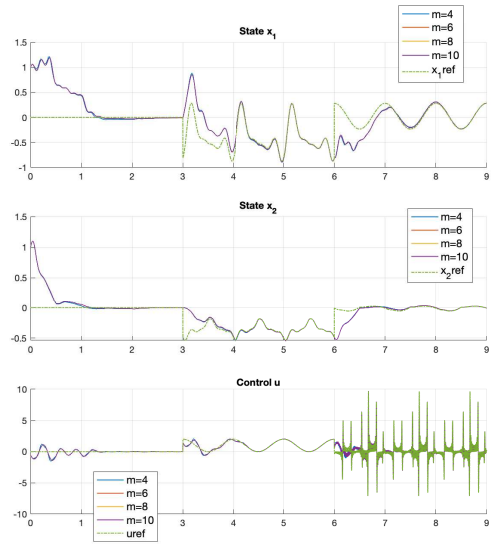 State x1
m=4
m=6
m=8
m=10
x1ref
1.5
1
0.5
0
-0.5
-1
0 1 2 3 4 5 6 7 8 9
State x2
m=4
m=6
m=8
m=10
x2ref
1.5
1
0.5
0
-0.5
0 1 2 3 4 5 6 7 8 9
Control u
10
5
0
-5
-10
0 1 2 3 4 5 6 7 8 9
m=4
m=6
m=8
m=10
uref